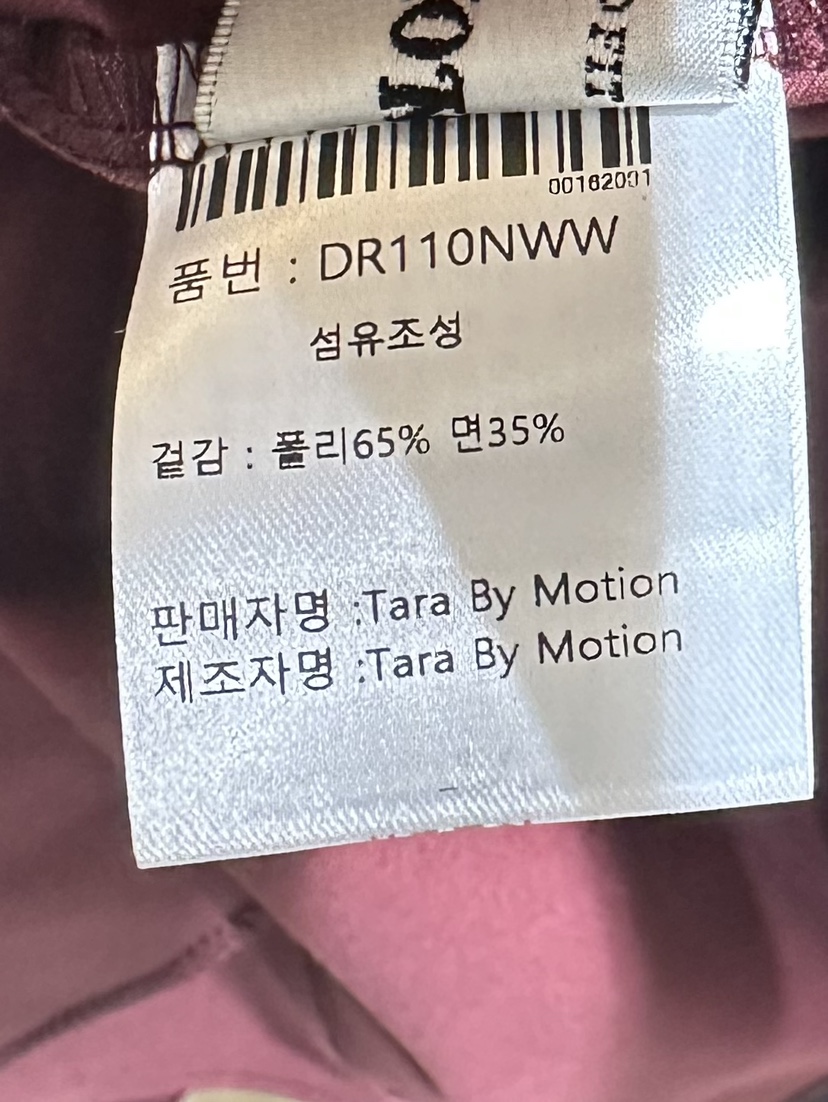 00162001
품번 : DR110NWW
섬유조성
겉감 : 폴리65% 면35%
판매자명 :Tara By Motion
제조자명 :Tara By Motion